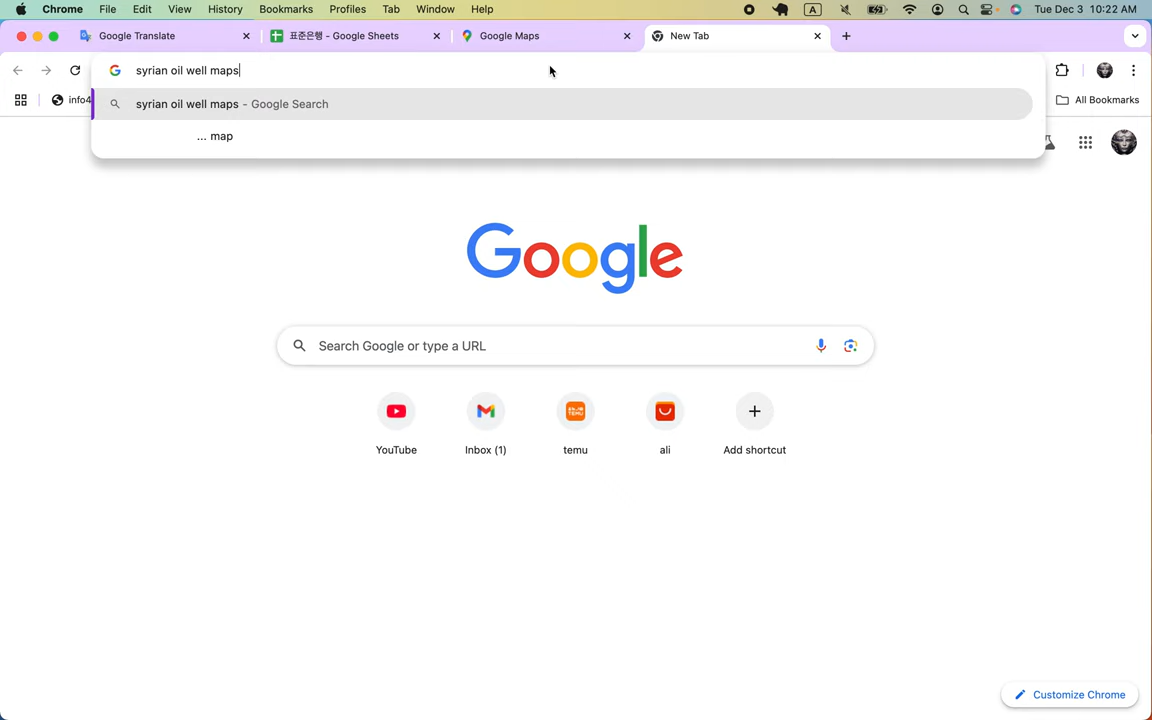 Chrome File Edit View History Bookmarks Profiles Tab Window Help A Tue Dec 3 10:22 AM
Google Translate 표준은행 - Google Sheets Google Maps New Tab
syrian oil well maps
info4 All Bookmarks
syrian oil well maps - Google Search
... map
Google
Search Google or type a URL
YouTube Inbox (1) temu ali Add shortcut
Customize Chrome